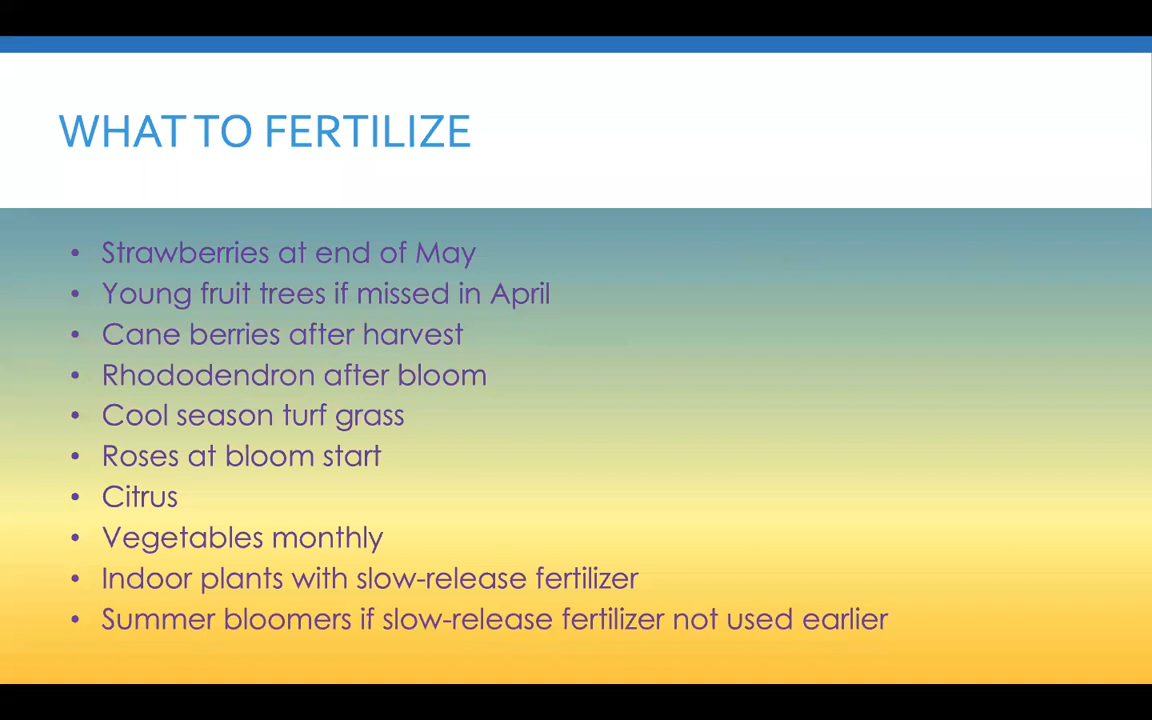 WHAT TO FERTILIZE
• Strawberries at end of May
• Young fruit trees if missed in April
• Cane berries after harvest
• Rhododendron after bloom
• Cool season turf grass
• Roses at bloom start
• Citrus
• Vegetables monthly
• Indoor plants with slow-release fertilizer
• Summer bloomers if slow-release fertilizer not used earlier